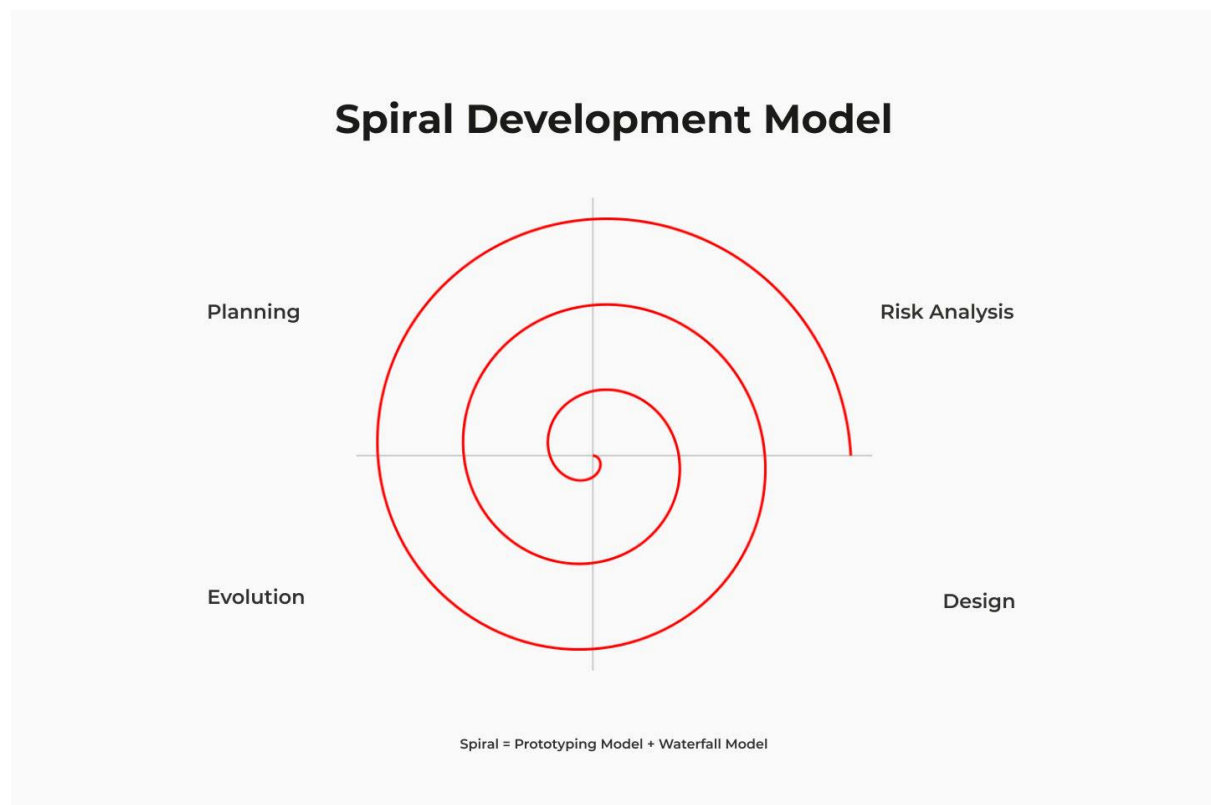 Spiral Development Model
Planning
Risk Analysis
Evolution
Design
Spiral = Prototyping Model + Waterfall Model